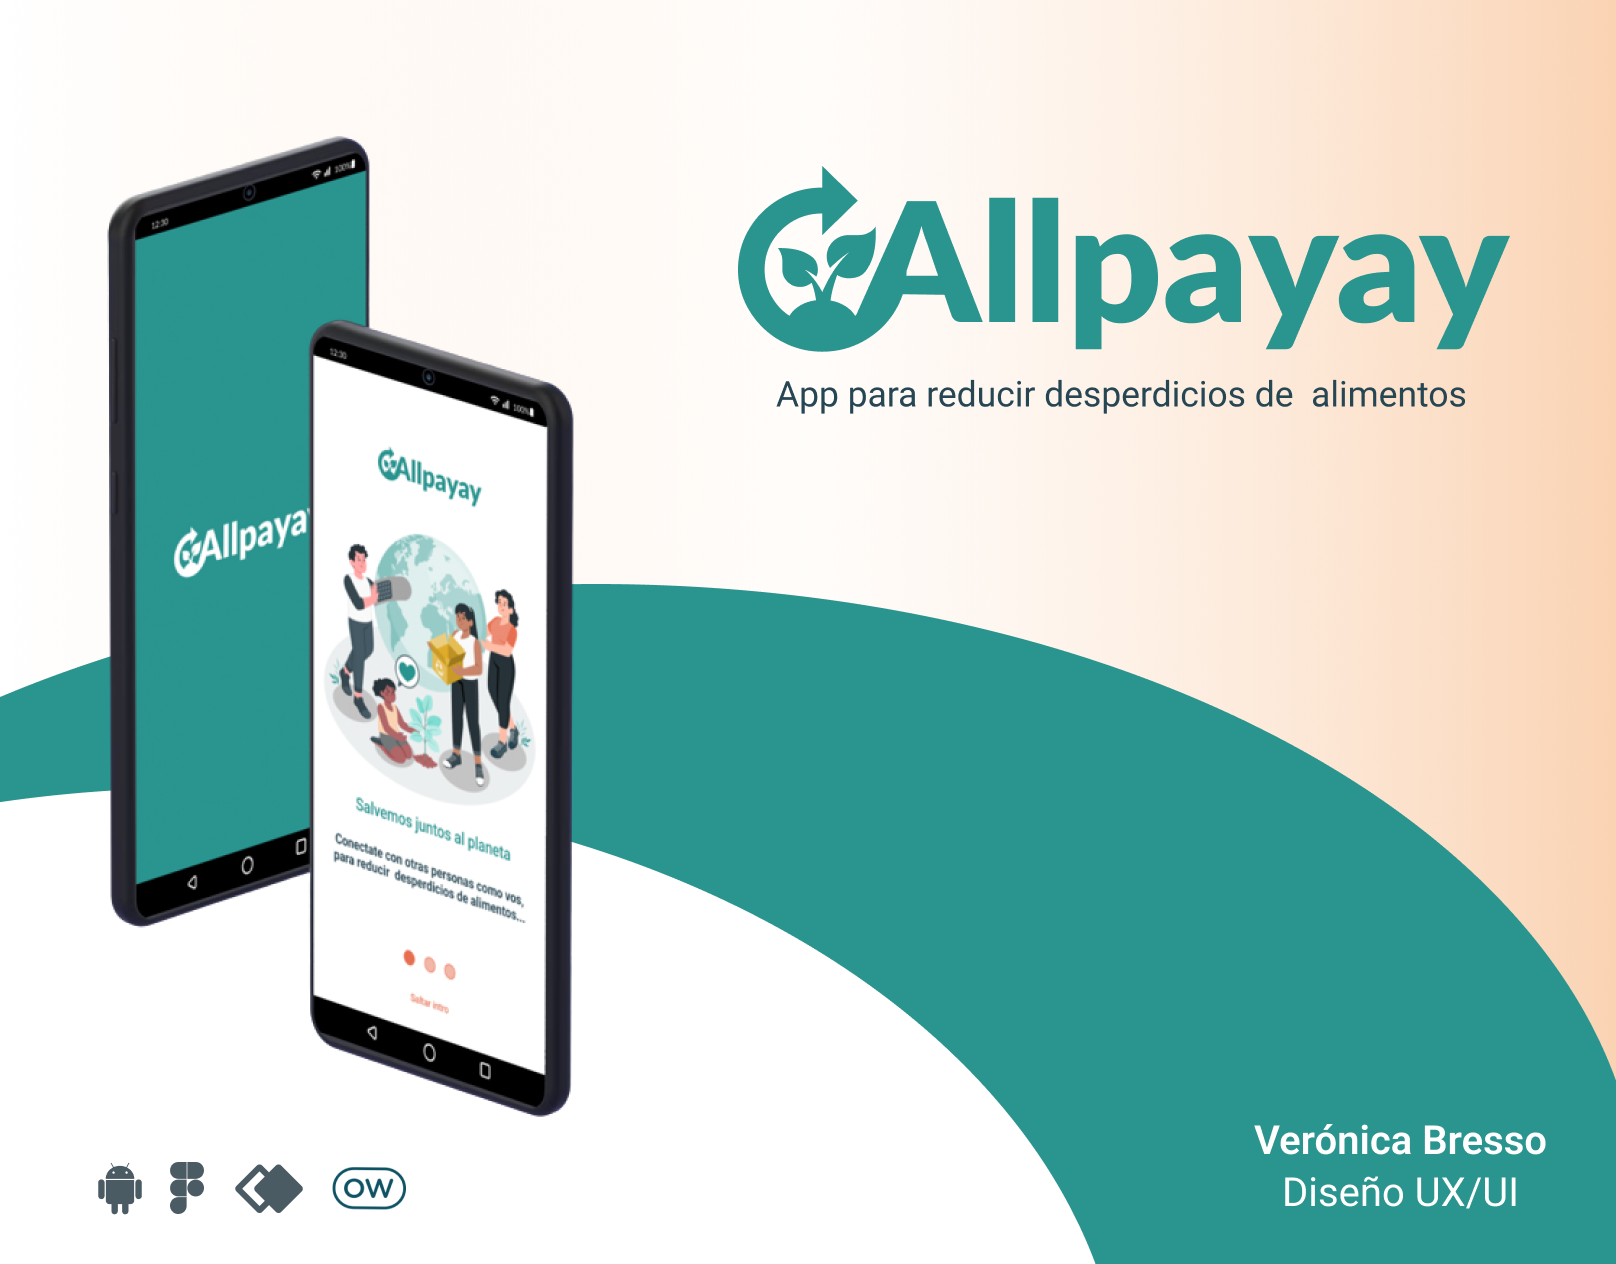 Allpayay
App para reducir desperdicios de alimentos
12:30
100%
Allpaya
12:30
100%
Allpayay
Salvemos juntos al planeta
Conectate con otras personas como vos,
para reducir desperdicios de alimentos...
Saltar intro
OW
Verónica Bresso
Diseño UX/UI